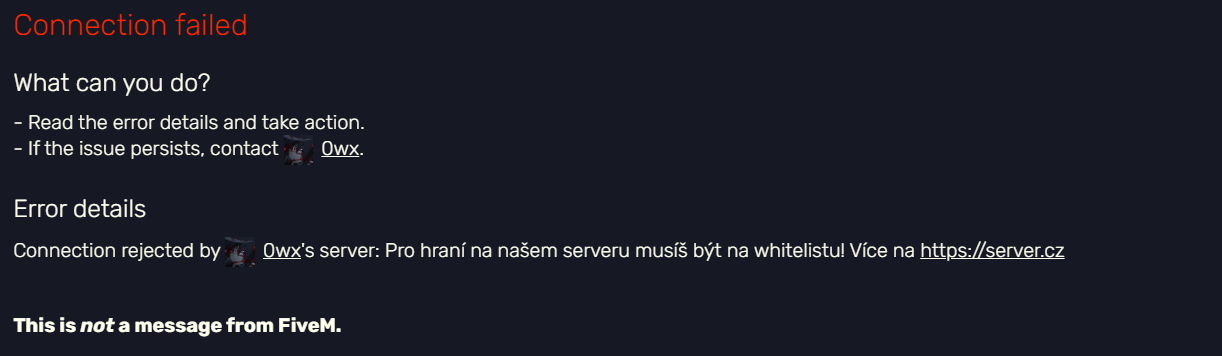 Connection failed
What can you do?
- Read the error details and take action.
- If the issue persists, contact 0wx.
Error details
Connection rejected by 0wx's server: Pro hraní na našem serveru musíš být na whitelistu! Více na https://server.cz
This is not a message from FiveM.